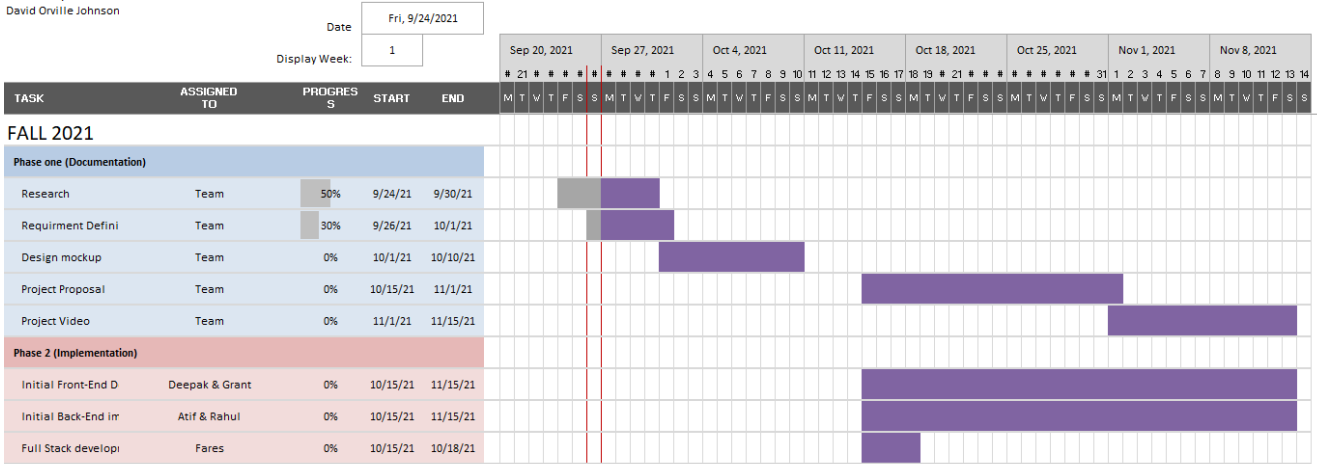 David Orville Johnson
Date
Fri, 9/24/2021
Display Week:
1
Sep 20, 2021 Sep 27, 2021 Oct 4, 2021 Oct 11, 2021 Oct 18, 2021 Oct 25, 2021 Nov 1, 2021 Nov 8, 2021
# 21 # # # # # # # # # 1 2 3 4 5 6 7 8 9 10 11 12 13 14 15 16 17 18 19 # 21 # # # # # # # # # 31 1 2 3 4 5 6 7 8 9 10 11 12 13 14
TASK ASSIGNED TO PROGRESS START END M T W T F S S M T W T F S S M T W T F S S M T W T F S S M T W T F S S M T W T F S S M T W T F S S M T W T F S S
FALL 2021
Phase one (Documentation)
Research Team 50% 9/24/21 9/30/21
Requirment Defini Team 30% 9/26/21 10/1/21
Design mockup Team 0% 10/1/21 10/10/21
Project Proposal Team 0% 10/15/21 11/1/21
Project Video Team 0% 11/1/21 11/15/21
Phase 2 (Implementation)
Initial Front-End D Deepak & Grant 0% 10/15/21 11/15/21
Initial Back-End im Atif & Rahul 0% 10/15/21 11/15/21
Full Stack develop Fares 0% 10/15/21 10/18/21